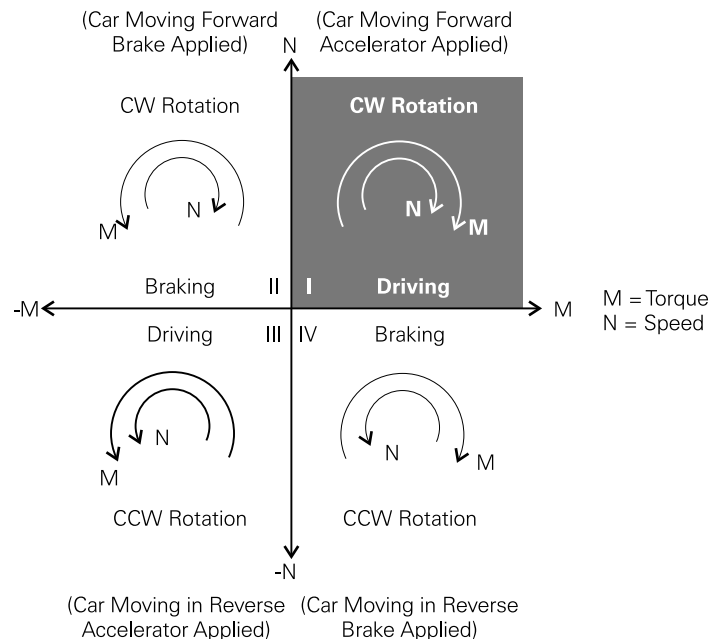 (Car Moving Forward
Brake Applied)
N
(Car Moving Forward
Accelerator Applied)
CW Rotation
CW Rotation
N
M
N
M
Braking
II
I
Driving
-M
M
M = Torque
N = Speed
Driving
III
IV
Braking
N
M
N
M
CCW Rotation
CCW Rotation
-N
(Car Moving in Reverse
Accelerator Applied)
(Car Moving in Reverse
Brake Applied)